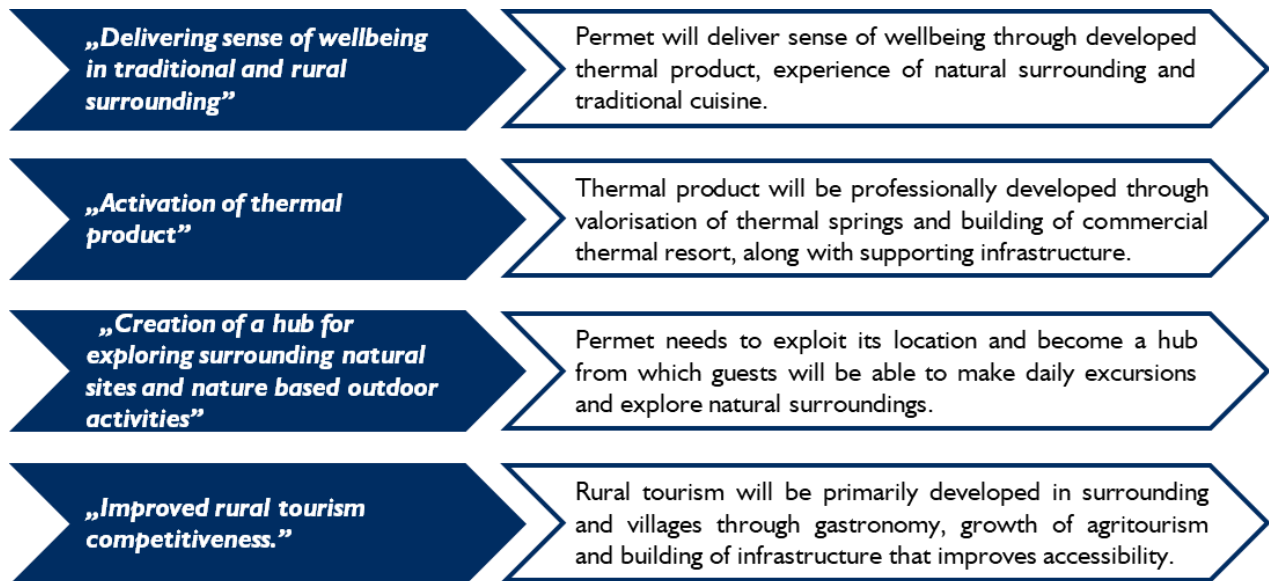 „Delivering sense of wellbeing
in traditional and rural
surrounding”
Permet will deliver sense of wellbeing through developed
thermal product, experience of natural surrounding and
traditional cuisine.
„Activation of thermal
product”
Thermal product will be professionally developed through
valorisation of thermal springs and building of commercial
thermal resort, along with supporting infrastructure.
„Creation of a hub for
exploring surrounding natural
sites and nature based outdoor
activities”
Permet needs to exploit its location and become a hub
from which guests will be able to make daily excursions
and explore natural surroundings.
„Improved rural tourism
competitiveness.”
Rural tourism will be primarily developed in surrounding
and villages through gastronomy, growth of agritourism
and building of infrastructure that improves accessibility.